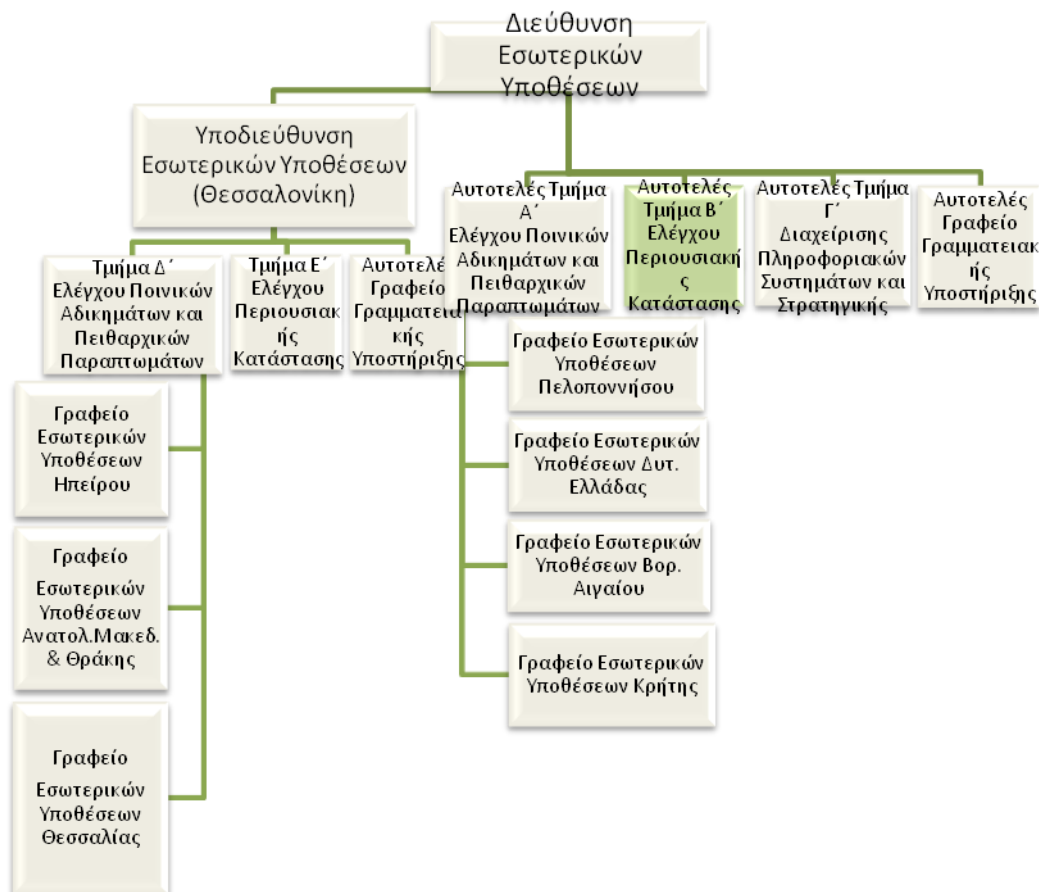 Διεύθυνση
Εσωτερικών
Υποθέσεων
Υποδιεύθυνση
Εσωτερικών Υποθέσεων
(Θεσσαλονίκη)
Αυτοτελές Τμήμα
Α΄
Ελέγχου Ποινικών
Αδικημάτων και
Πειθαρχικών
Παραπτωμάτων
Αυτοτελές
Τμήμα Β΄
Ελέγχου
Περιουσιακή
ς
Κατάστασης
Αυτοτελές Τμήμα
Γ΄
Διαχείρισης
Πληροφοριακών
Συστημάτων και
Στρατηγικής
Αυτοτελές
Γραφείο
Γραμματειακ
ής
Υποστήριξης
Τμήμα Δ΄
Ελέγχου Ποινικών
Αδικημάτων και
Πειθαρχικών
Παραπτωμάτων
Τμήμα Ε΄
Ελέγχου
Περιουσιακ
ής
Κατάστασης
Αυτοτελέ
Γραφείο
Γραμματεια
κής
Υποστήριξης
Γραφείο
Εσωτερικών
Υποθέσεων
Ηπείρου
Γραφείο
Εσωτερικών
Υποθέσεων
Ανατολ.Μακεδ.
& Θράκης
Γραφείο
Εσωτερικών
Υποθέσεων
Θεσσαλίας
Γραφείο Εσωτερικών
Υποθέσεων
Πελοποννήσου
Γραφείο Εσωτερικών
Υποθέσεων Δυτ.
Ελλάδας
Γραφείο Εσωτερικών
Υποθέσεων Βορ.
Αιγαίου
Γραφείο Εσωτερικών
Υποθέσεων Κρήτης